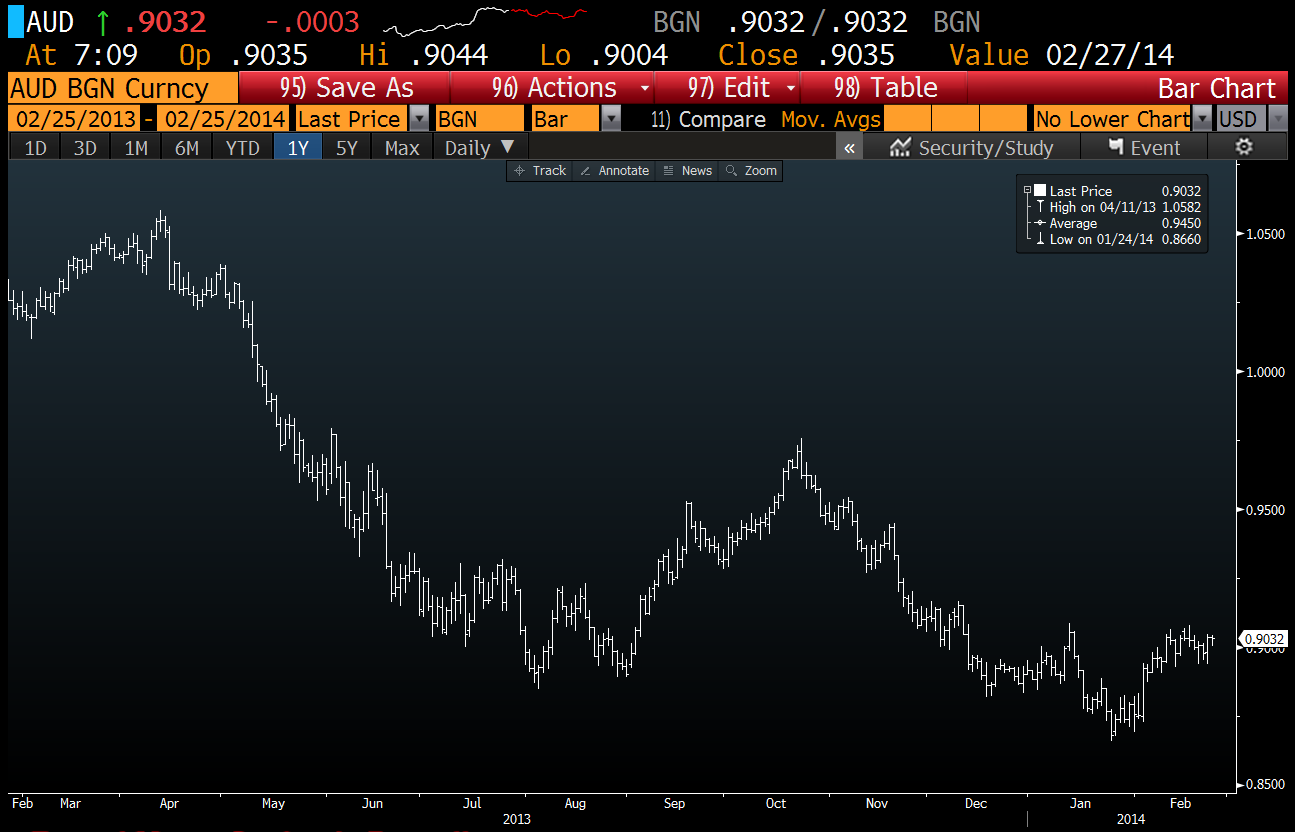 AUD ↑ .9032 -.0003 BGN .9032 / .9032 BGN
At 7:09 Op .9035 Hi .9044 Lo .9004 Close .9035 Value 02/27/14
AUD BGN Curncy 95) Save As 96) Actions 97) Edit 98) Table Bar Chart
02/25/2013 - 02/25/2014 Last Price BGN Bar 11) Compare Mov. Avgs No Lower Chart USD
1D 3D 1M 6M YTD 1Y 5Y Max Daily ▼ « Security/Study Event
Track Annotate News Zoom
Last Price 0.9032
High on 04/11/13 1.0582
Average 0.9450
Low on 01/24/14 0.8660
1.0500
1.0000
0.9500
0.9032
0.9000
0.8500
Feb Mar Apr May Jun Jul Aug Sep Oct Nov Dec Jan Feb
2013 2014